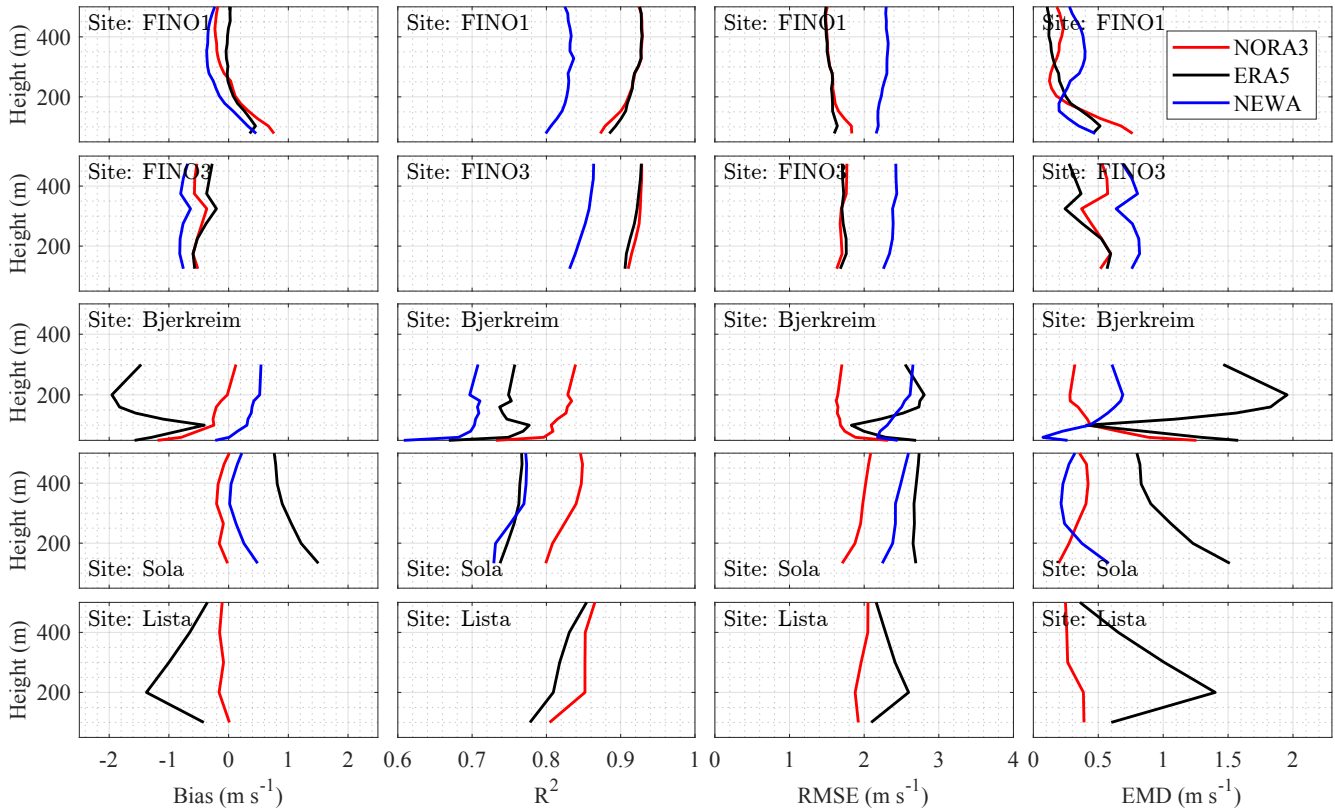 Site: FINO1
Site: FINO1
Site: FINO1
Site: FINO1
NORA3
ERA5
NEWA
Height (m)
400
200
Site: FINO3
Site: FINO3
Site: FINO3
Site: FINO3
Height (m)
400
200
Site: Bjerkreim
Site: Bjerkreim
Site: Bjerkreim
Site: Bjerkreim
Height (m)
400
200
Site: Sola
Site: Sola
Site: Sola
Site: Sola
Height (m)
400
200
Site: Lista
Site: Lista
Site: Lista
Site: Lista
Height (m)
400
200
-2 -1 0 1 2
0.6 0.7 0.8 0.9 1
0 1 2 3 4
0 0.5 1 1.5 2
Bias (m s⁻¹)
R²
RMSE (m s⁻¹)
EMD (m s⁻¹)